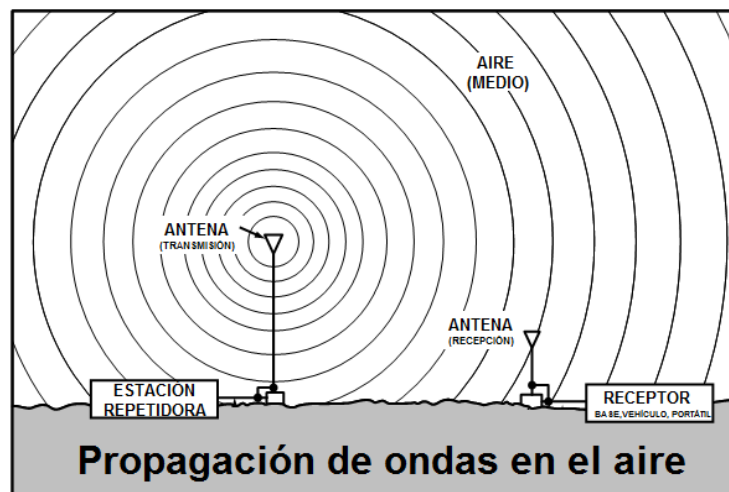 AIRE
(MEDIO)
ANTENA
(TRANSMISIÓN)
ANTENA
(RECEPCIÓN)
ESTACIÓN
REPETIDORA
RECEPTOR
BASE, VEHÍCULO, PORTÁTIL
Propagación de ondas en el aire